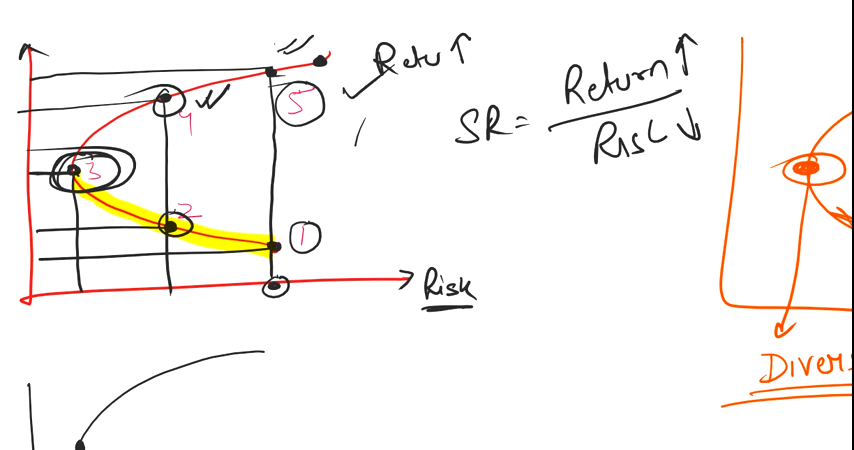 Retu ↑
SR = Return ↑ / Risk ↓
5
4
3
2
1
Risk
Divers